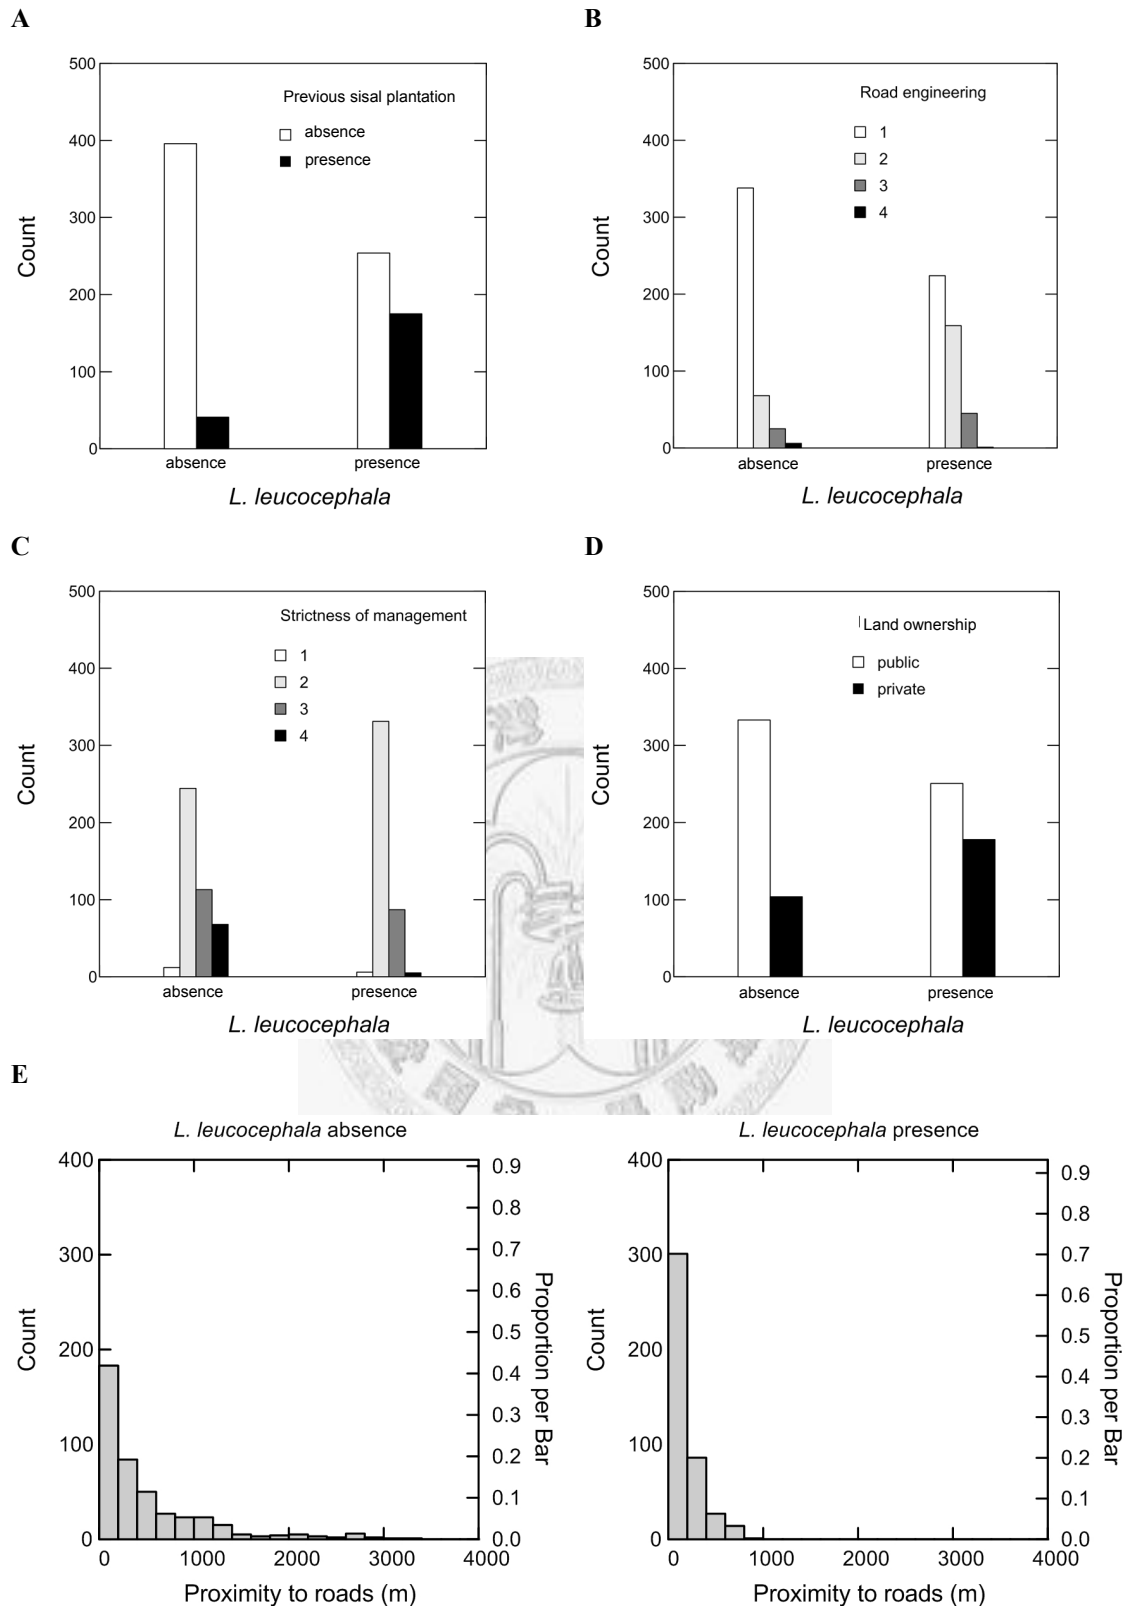 A
500
400
300
200
100
0
Count
Previous sisal plantation
absence
presence
absence
presence
L. leucocephala
B
500
400
300
200
100
0
Count
Road engineering
1
2
3
4
absence
presence
L. leucocephala
C
500
400
300
200
100
0
Count
Strictness of management
1
2
3
4
absence
presence
L. leucocephala
D
500
400
300
200
100
0
Count
Land ownership
public
private
absence
presence
L. leucocephala
E
L. leucocephala absence
400
300
200
100
0
Count
0.9
0.8
0.7
0.6
0.5
0.4
0.3
0.2
0.1
0.0
Proportion per Bar
0 1000 2000 3000 4000
Proximity to roads (m)
L. leucocephala presence
400
300
200
100
0
Count
0.9
0.8
0.7
0.6
0.5
0.4
0.3
0.2
0.1
0.0
Proportion per Bar
0 1000 2000 3000 4000
Proximity to roads (m)